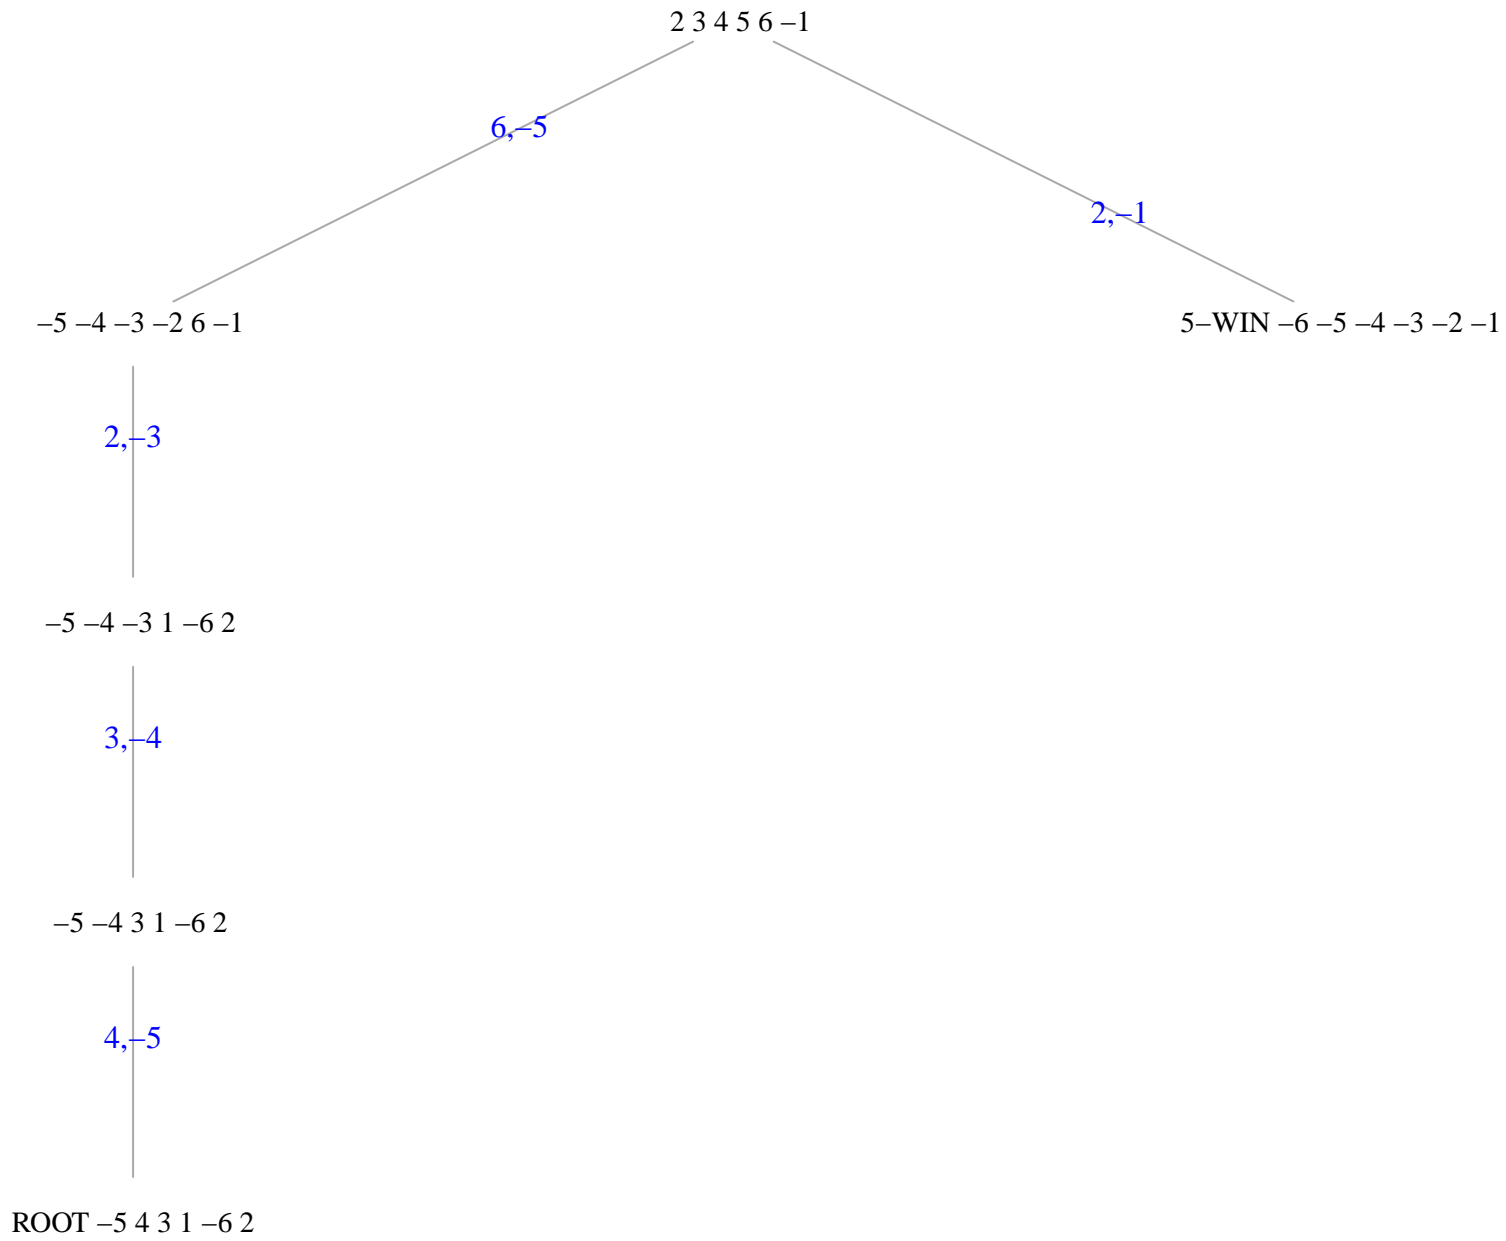 2 3 4 5 6 –1
6,–5
2,–1
–5 –4 –3 –2 6 –1
5–WIN –6 –5 –4 –3 –2 –1
2,–3
–5 –4 –3 1 –6 2
3,–4
–5 –4 3 1 –6 2
4,–5
ROOT –5 4 3 1 –6 2